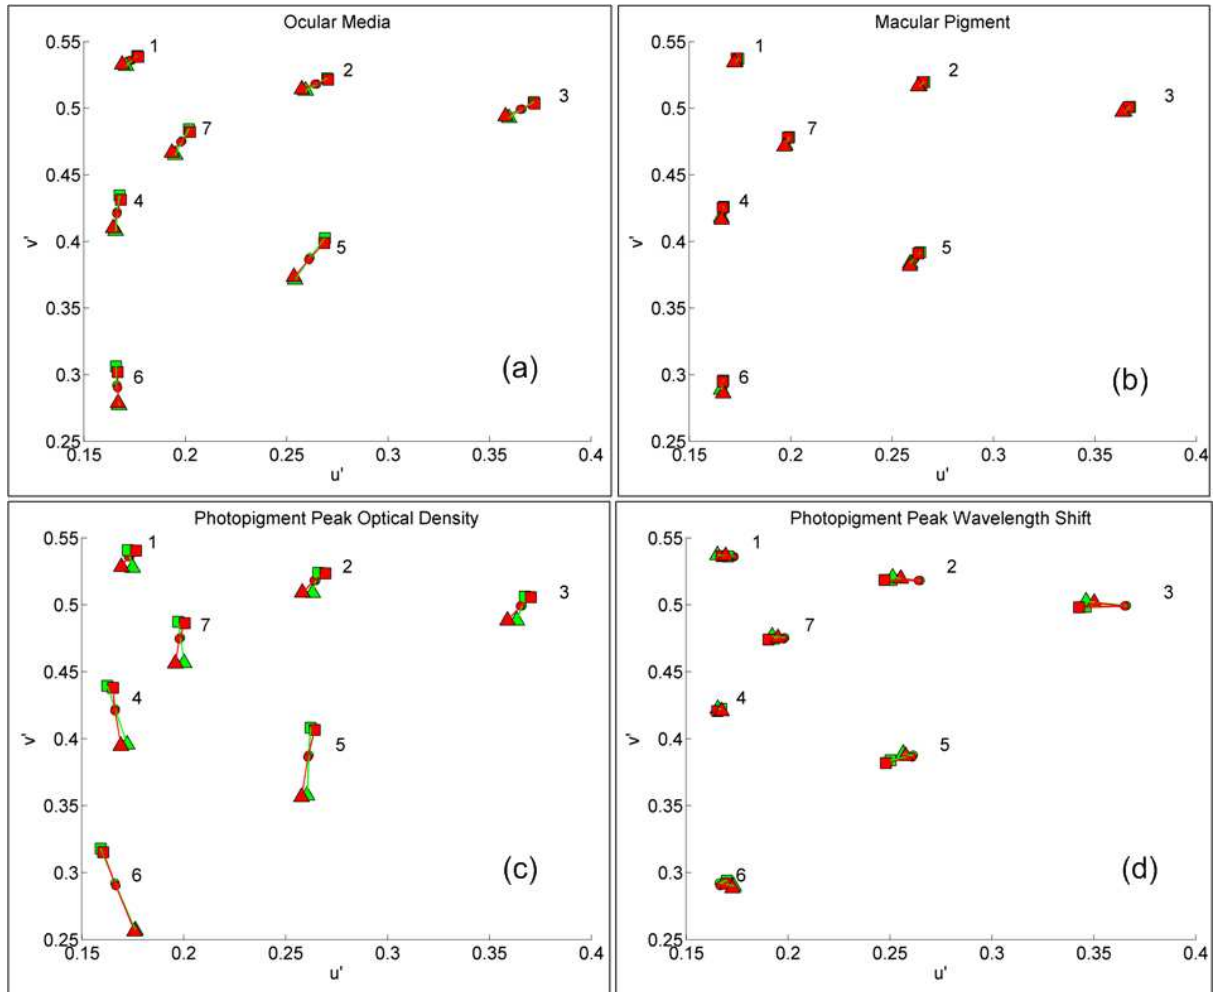 Ocular Media
0.55
0.5
0.45
0.4
0.35
0.3
0.25
v'
0.15 0.2 0.25 0.3 0.35 0.4
u'
1
2
3
7
4
5
6
(a)
Macular Pigment
0.55
0.5
0.45
0.4
0.35
0.3
0.25
v'
0.15 0.2 0.25 0.3 0.35 0.4
u'
1
2
3
7
4
5
6
(b)
Photopigment Peak Optical Density
0.55
0.5
0.45
0.4
0.35
0.3
0.25
v'
0.15 0.2 0.25 0.3 0.35 0.4
u'
1
2
3
7
4
5
6
(c)
Photopigment Peak Wavelength Shift
0.55
0.5
0.45
0.4
0.35
0.3
0.25
v'
0.15 0.2 0.25 0.3 0.35 0.4
u'
1
2
3
7
4
5
6
(d)